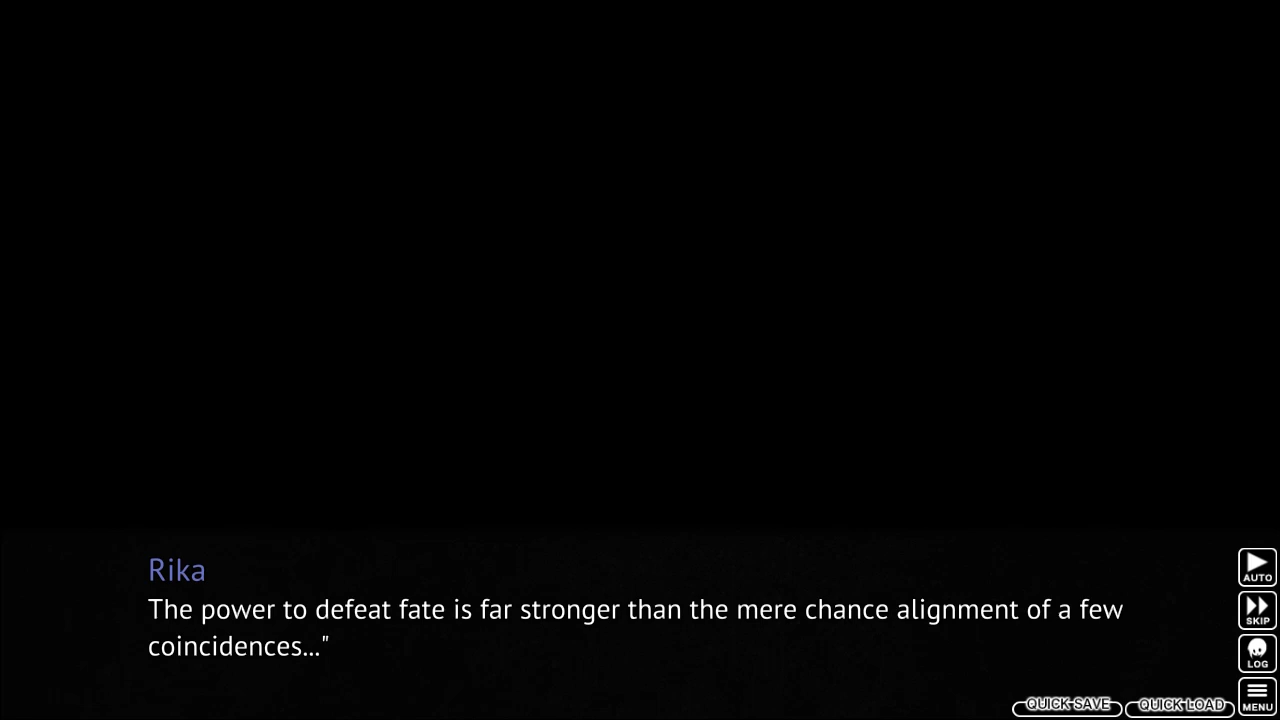 Rika
The power to defeat fate is far stronger than the mere chance alignment of a few
coincidences..."
AUTO
SKIP
LOG
MENU
QUICK SAVE QUICK LOAD